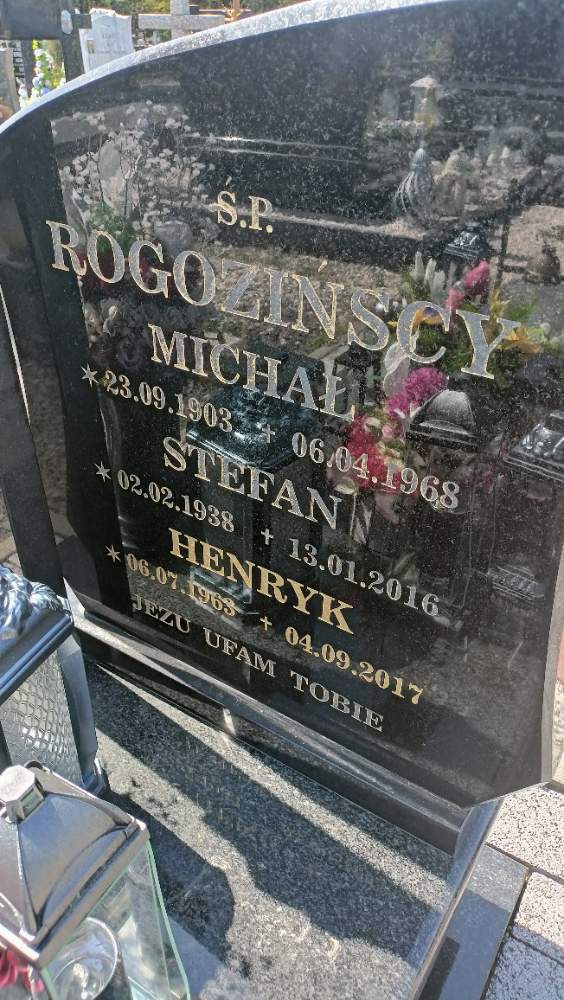 Ś.P.
ROGOZIŃSCY
MICHAŁ
* 23.09.1903 + 06.04.1968
STEFAN
* 02.02.1938 + 13.01.2016
HENRYK
* 06.07.1963 + 04.09.2017
JEZU UFAM TOBIE